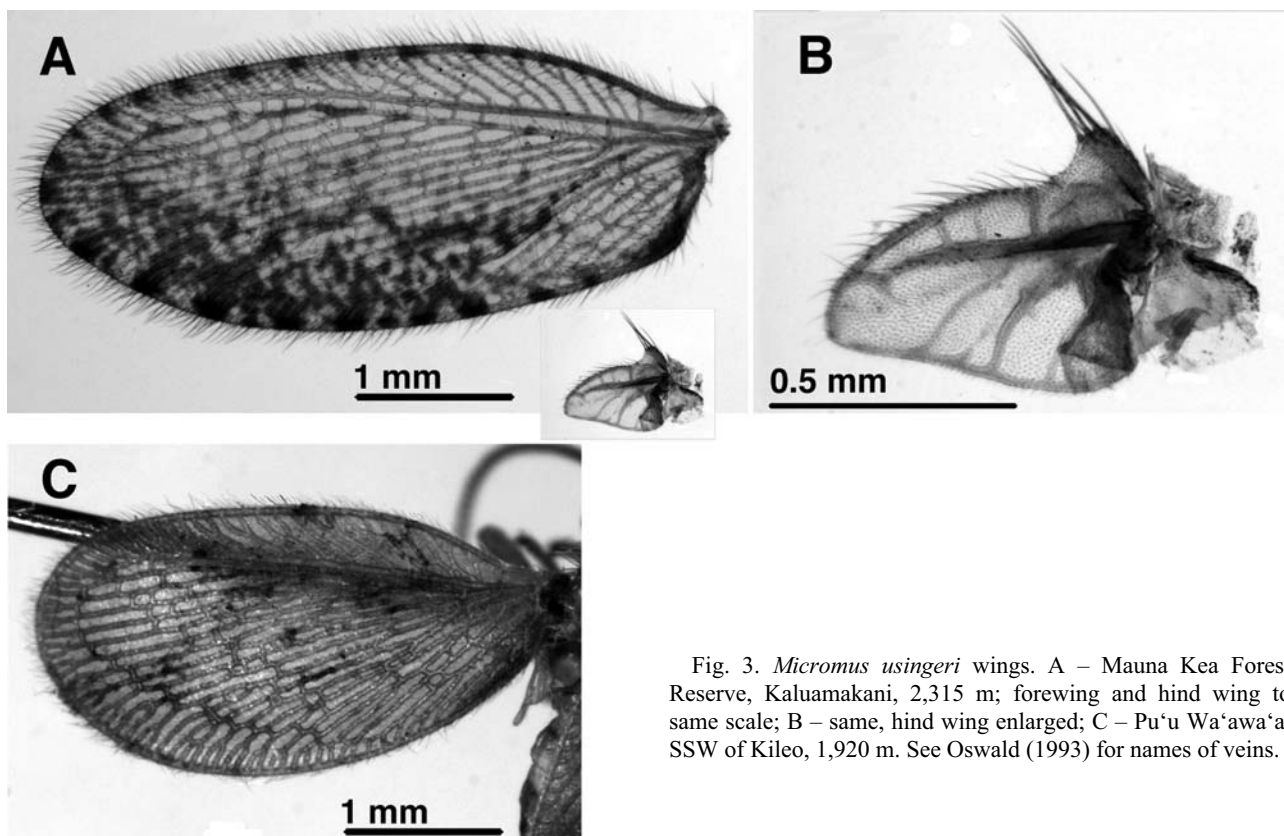 A
1 mm
B
0.5 mm
C
1 mm
Fig. 3. Micromus usingeri wings. A – Mauna Kea Fores
Reserve, Kaluamakani, 2,315 m; forewing and hind wing to
same scale; B – same, hind wing enlarged; C – Pu‘u Wa‘awa‘a
SSW of Kileo, 1,920 m. See Oswald (1993) for names of veins.